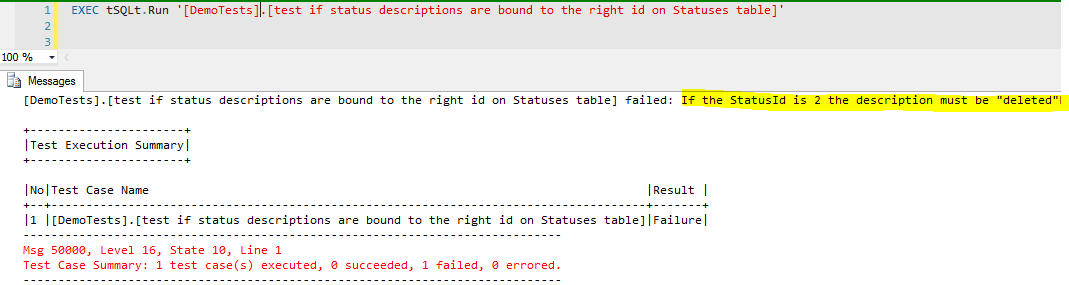 1 EXEC tSQLt.Run '[DemoTests].[test if status descriptions are bound to the right id on Statuses table]'
2
3
100 %
Messages
[DemoTests].[test if status descriptions are bound to the right id on Statuses table] failed: If the StatusId is 2 the description must be "deleted"!
+----------------------+
|Test Execution Summary|
+----------------------+
|No|Test Case Name |Result |
+--+-------------------------------------------------------------------------------------+-------+
|1 |[DemoTests].[test if status descriptions are bound to the right id on Statuses table]|Failure|
-----------------------------------------------------------------------------
Msg 50000, Level 16, State 10, Line 1
Test Case Summary: 1 test case(s) executed, 0 succeeded, 1 failed, 0 errored.
-----------------------------------------------------------------------------